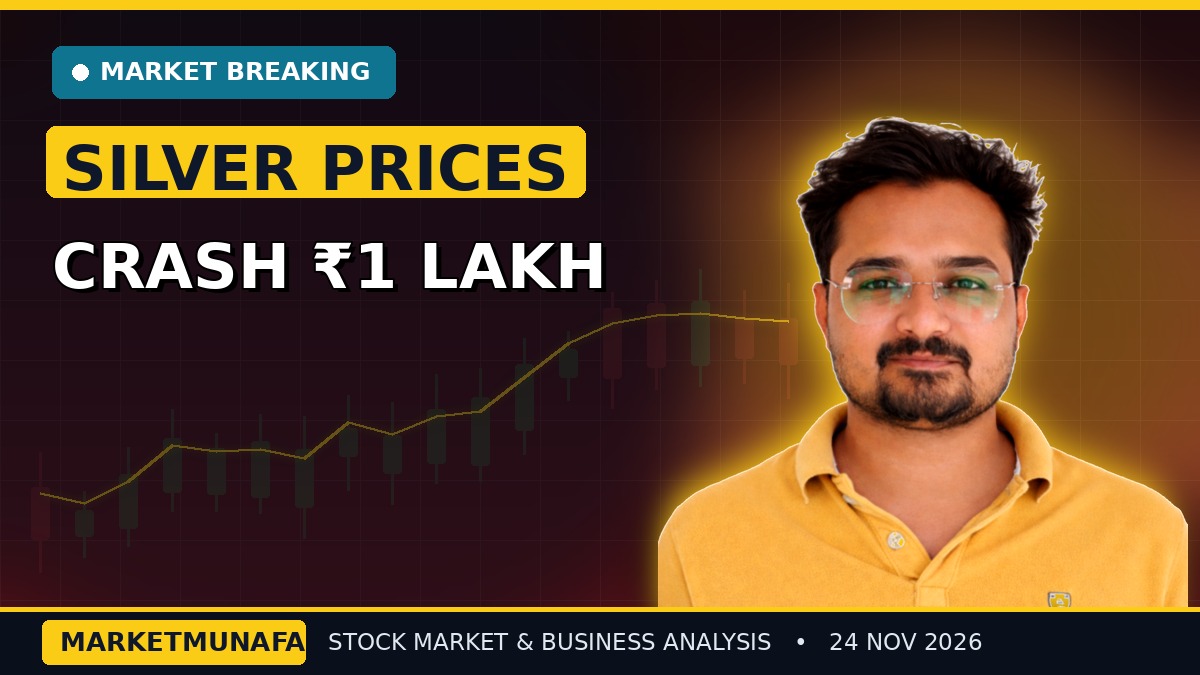 MARKET BREAKING
SILVER PRICES
CRASH ₹1 LAKH
MARKETMUNAFA STOCK MARKET & BUSINESS ANALYSIS • 24 NOV 2026